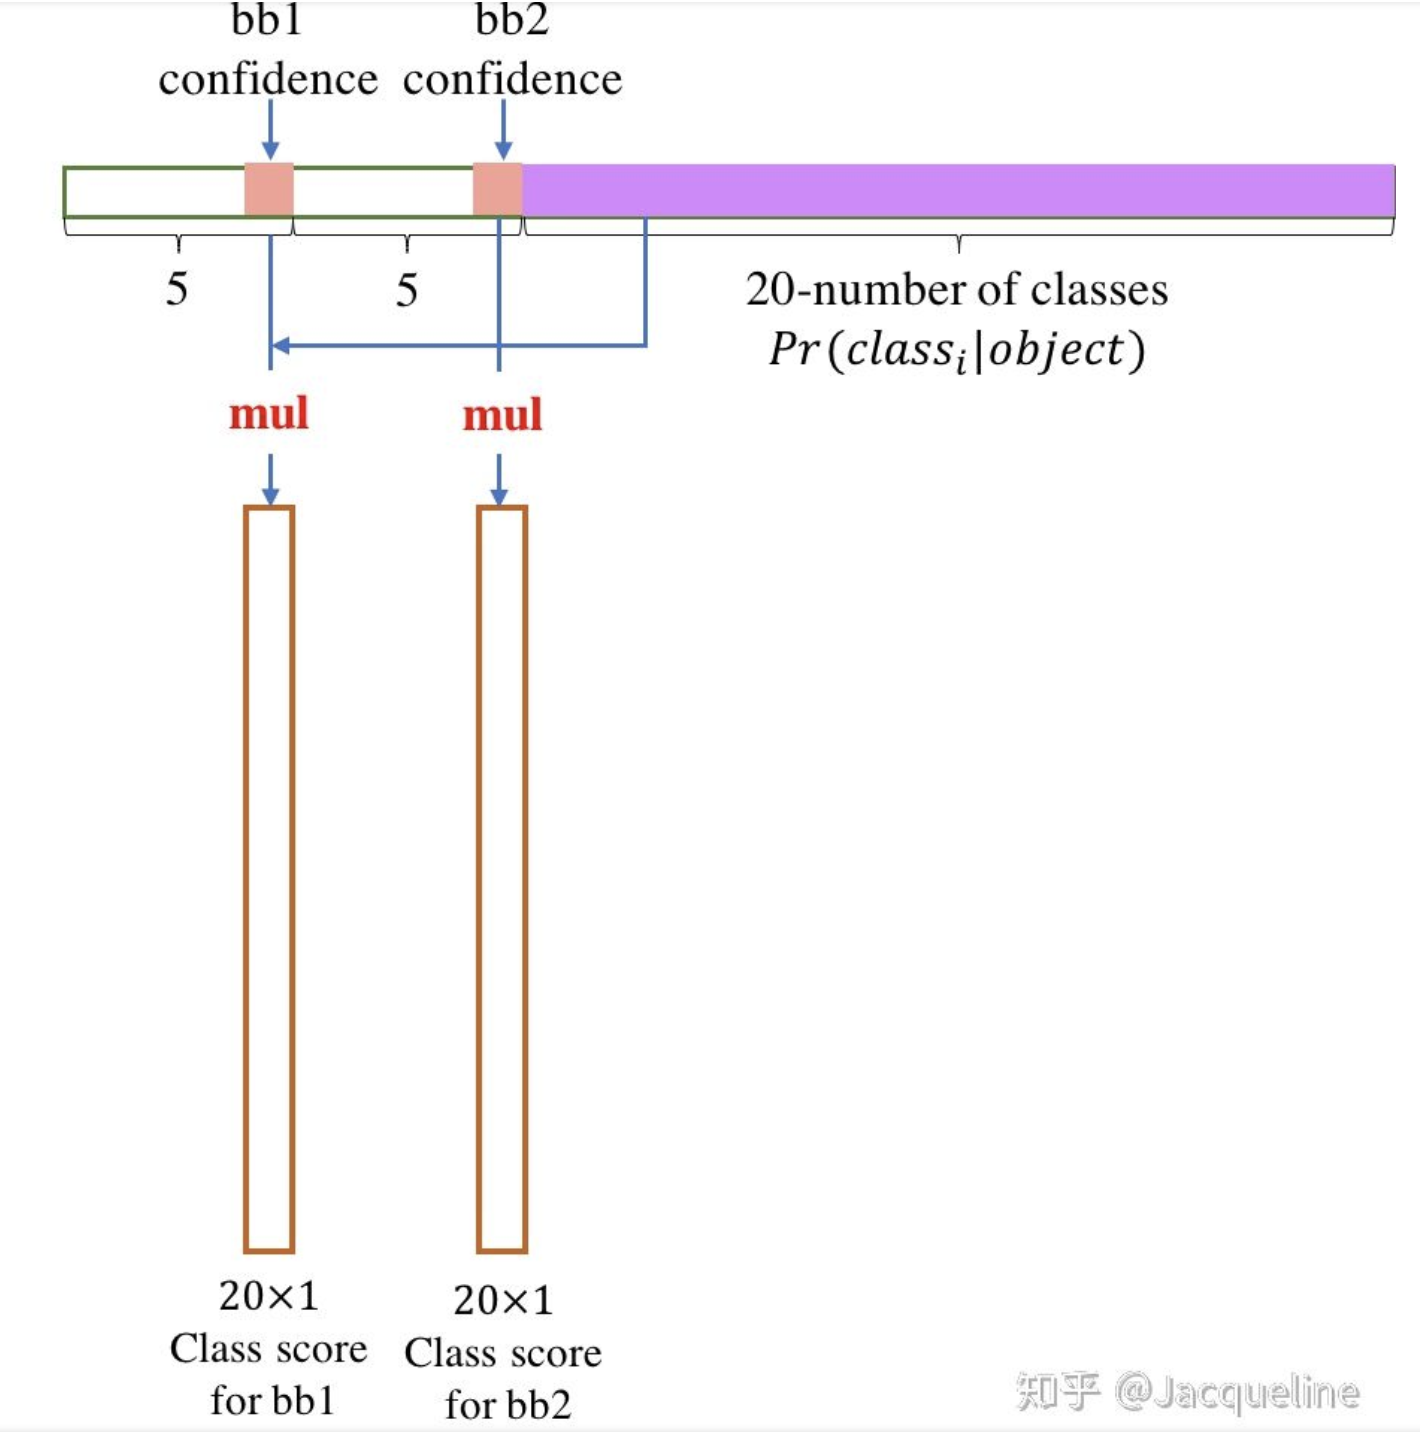 bb1
confidence
bb2
confidence
5
5
20-number of classes
Pr(class_i|object)
mul
mul
20×1
Class score
for bb1
20×1
Class score
for bb2
知乎 @Jacqueline